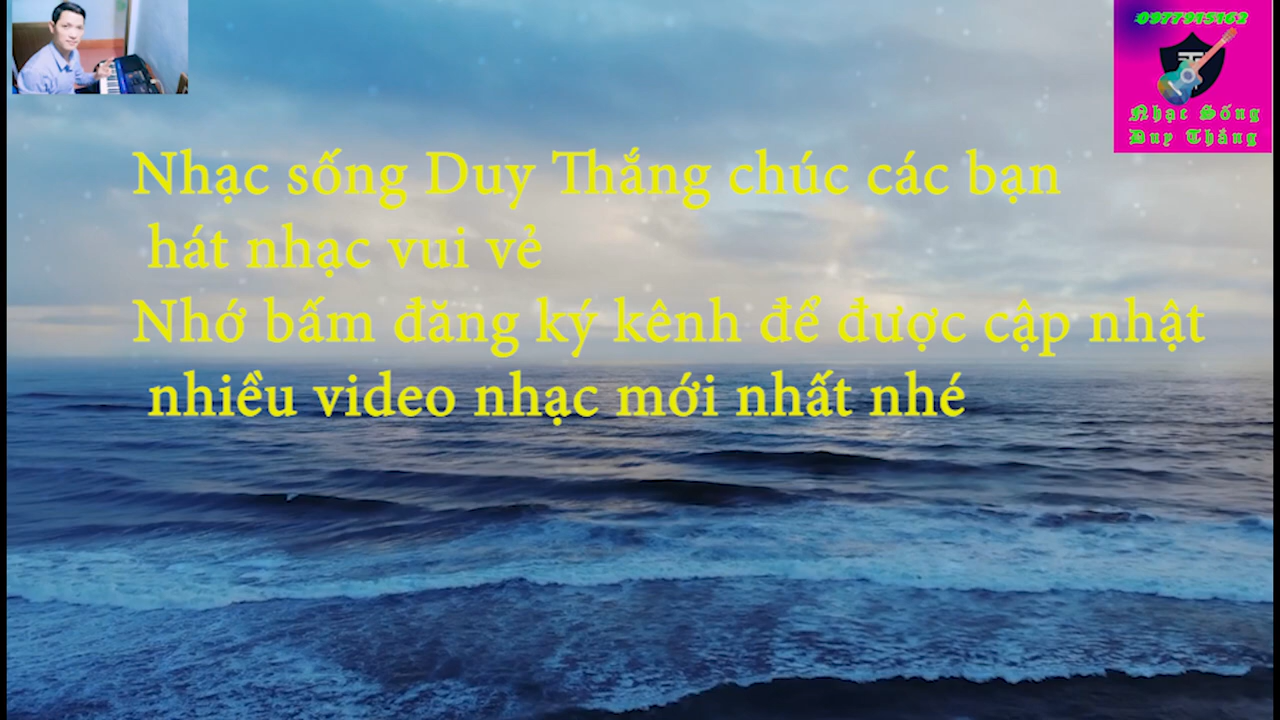 0977915162
Nhạc Sống
Duy Thắng
Nhạc sống Duy Thắng chúc các bạn
hát nhạc vui vẻ
Nhớ bấm đăng ký kênh để được cập nhật
nhiều video nhạc mới nhất nhé